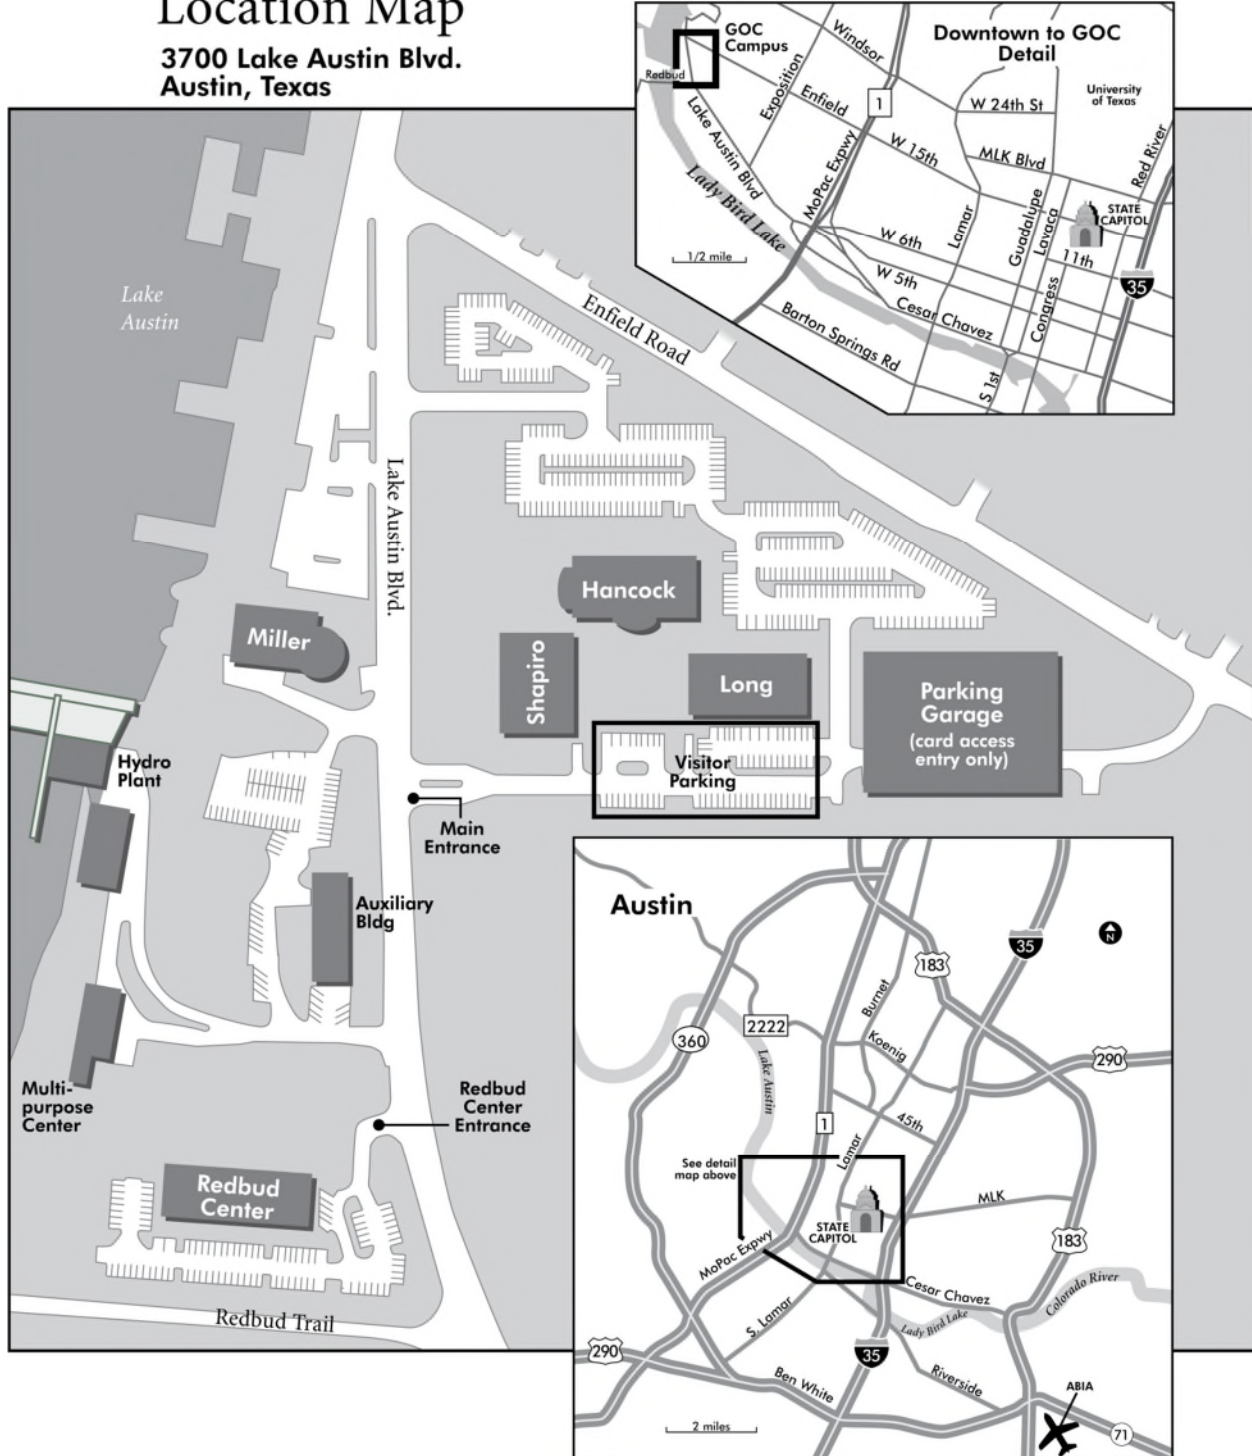 Location Map
3700 Lake Austin Blvd.
Austin, Texas
Downtown to GOC
Detail
GOC
Campus
Redbud
Windsor
Exposition
Enfield
1
W 24th St
University
of Texas
Lake Austin Blvd
MoPac Expwy
W 15th
MLK Blvd
Red River
Lady Bird Lake
Lamar
Guadalupe
Lavaca
STATE
CAPITOL
W 6th
11th
1/2 mile
W 5th
35
Cesar Chavez
Congress
Barton Springs Rd
S 1st
Lake
Austin
Enfield Road
Lake Austin Blvd.
Hancock
Miller
Shapiro
Long
Parking
Garage
(card access
entry only)
Visitor
Parking
Hydro
Plant
Main
Entrance
Auxiliary
Bldg
Multi-
purpose
Center
Redbud
Center
Entrance
Redbud
Center
Redbud Trail
Austin
N
35
183
Burnet
2222
360
Koenig
290
Lake Austin
1
45th
Lamar
See detail
map above
MLK
STATE
CAPITOL
183
MoPac Expwy
Cesar Chavez
Colorado River
S. Lamar
Lady Bird Lake
290
35
Ben White
Riverside
ABIA
2 miles
71